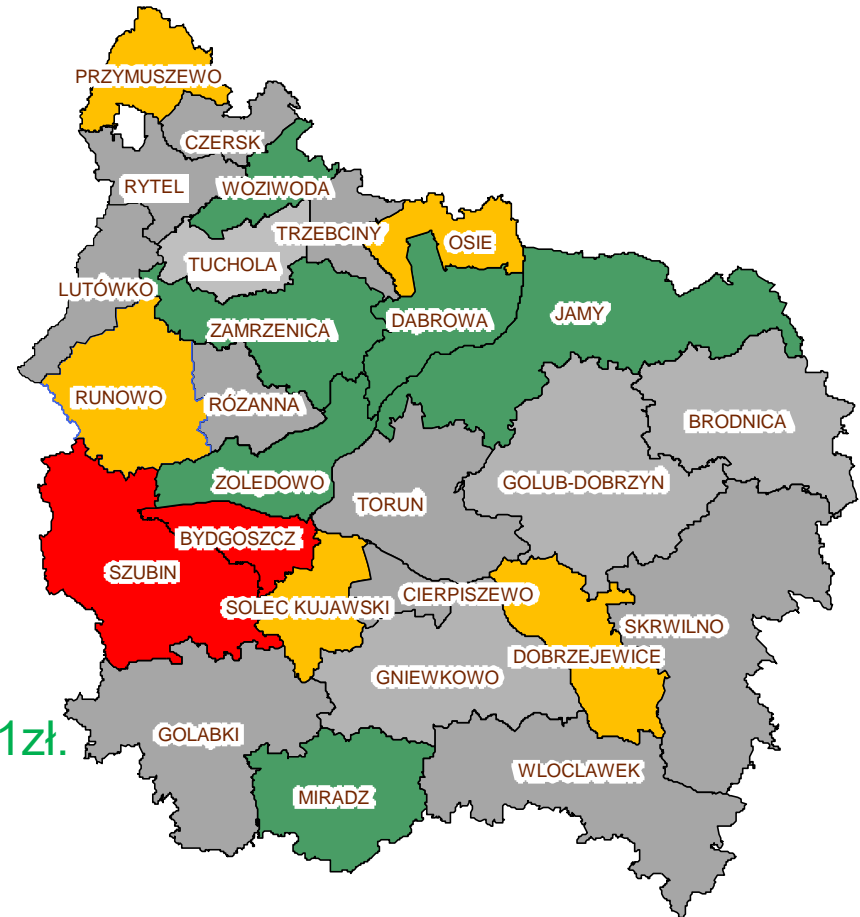 PRZYMUSZEWO
CZERSK
RYTEL
WOZIWODA
TRZEBCINY
OSIE
TUCHOLA
LUTÓWKO
ZAMRZENICA
DABROWA
JAMY
RUNOWO
RÓZANNA
BRODNICA
ZOLEDOWO
GOLUB-DOBRZYN
TORUN
BYDGOSZCZ
SZUBIN
SOLEC KUJAWSKI
CIERPISZEWO
SKRWILNO
DOBRZEJEWICE
GNIEWKOWO
1zł.
GOLABKI
WLOCLAWEK
MIRADZ